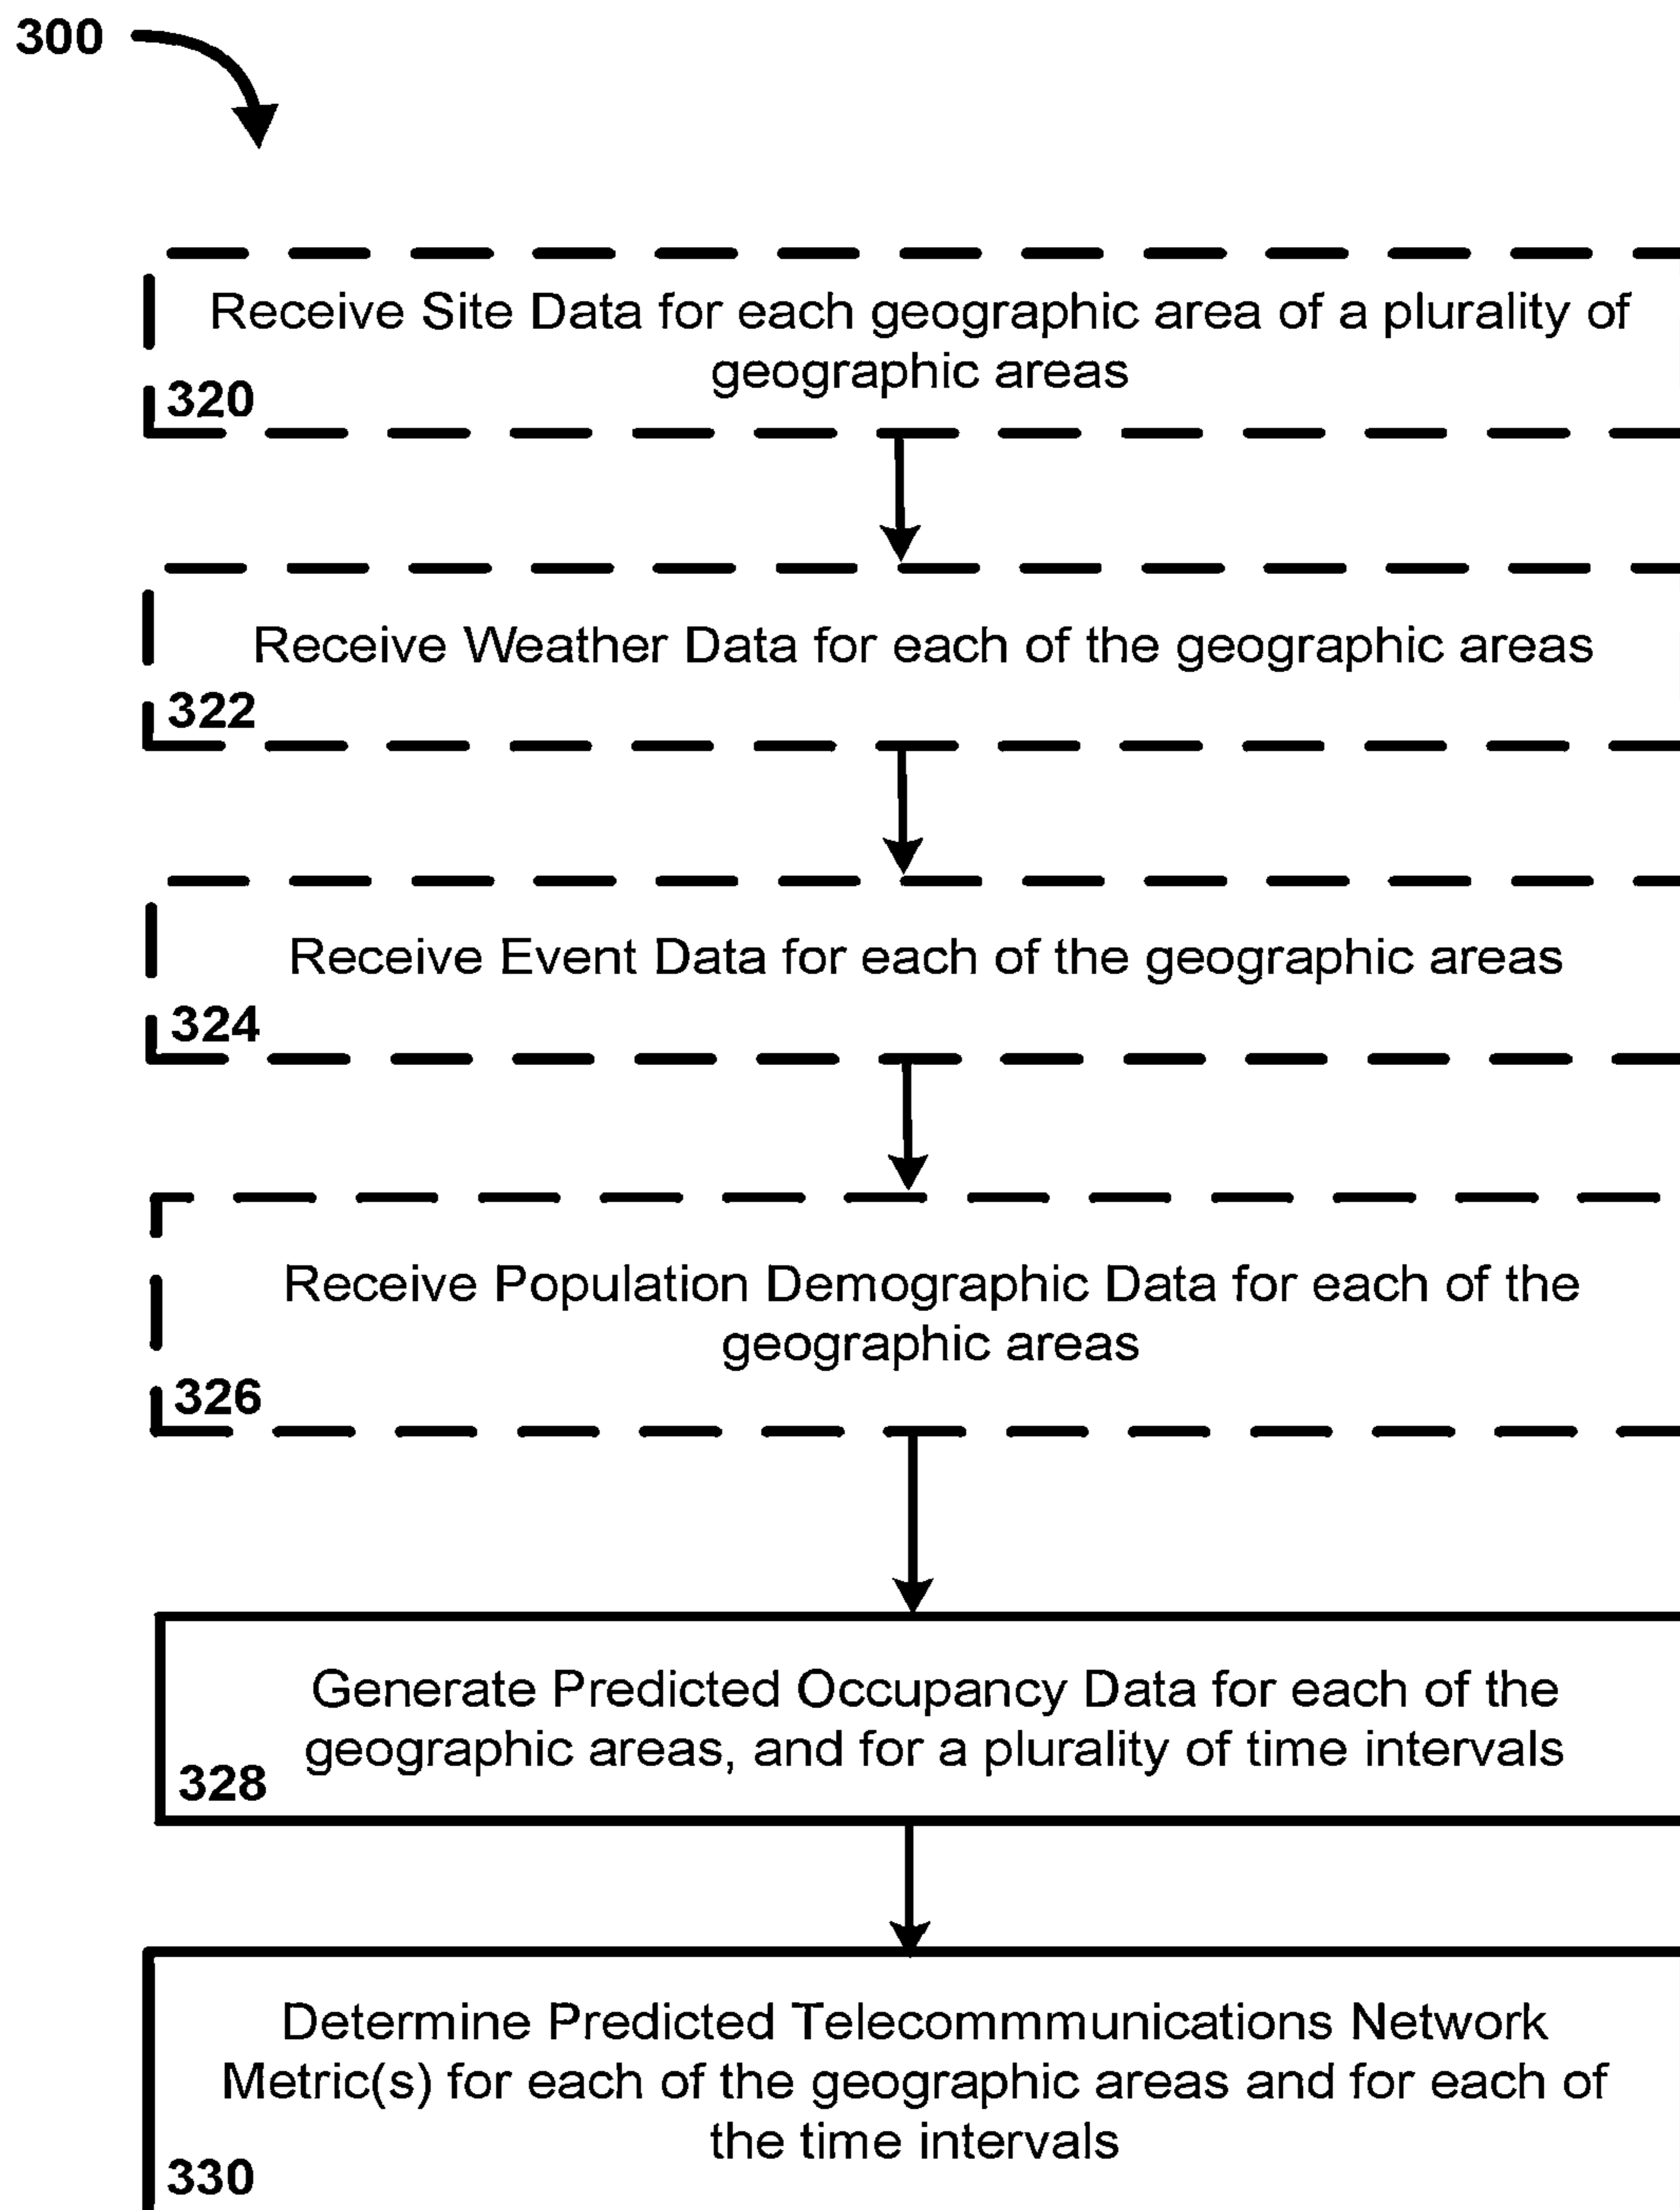 300
Receive Site Data for each geographic area of a plurality of
geographic areas
320
Receive Weather Data for each of the geographic areas
322
Receive Event Data for each of the geographic areas
324
Receive Population Demographic Data for each of the
geographic areas
326
Generate Predicted Occupancy Data for each of the
geographic areas, and for a plurality of time intervals
328
Determine Predicted Telecommmunications Network
Metric(s) for each of the geographic areas and for each of
the time intervals
330